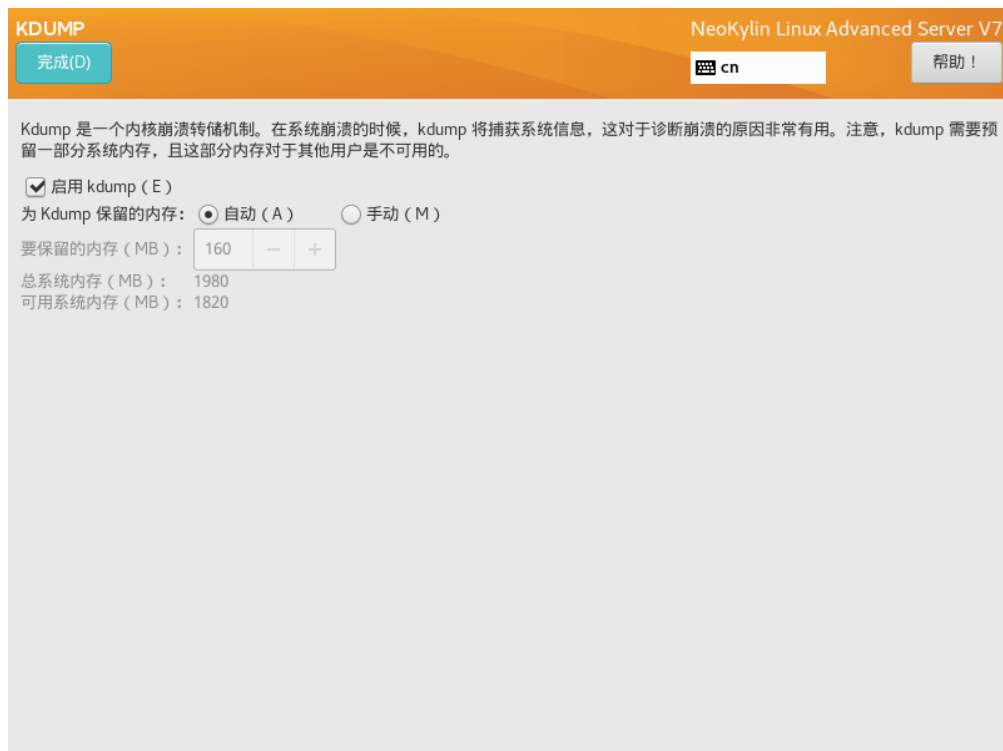 KDUMP
NeoKylin Linux Advanced Server V7
完成(D)
cn
帮助！
Kdump 是一个内核崩溃转储机制。在系统崩溃的时候，kdump 将捕获系统信息，这对于诊断崩溃的原因非常有用。注意，kdump 需要预
留一部分系统内存，且这部分内存对于其他用户是不可用的。
启用 kdump（E）
为 Kdump 保留的内存： 自动（A） 手动（M）
要保留的内存（MB）： 160 − +
总系统内存（MB）： 1980
可用系统内存（MB）： 1820